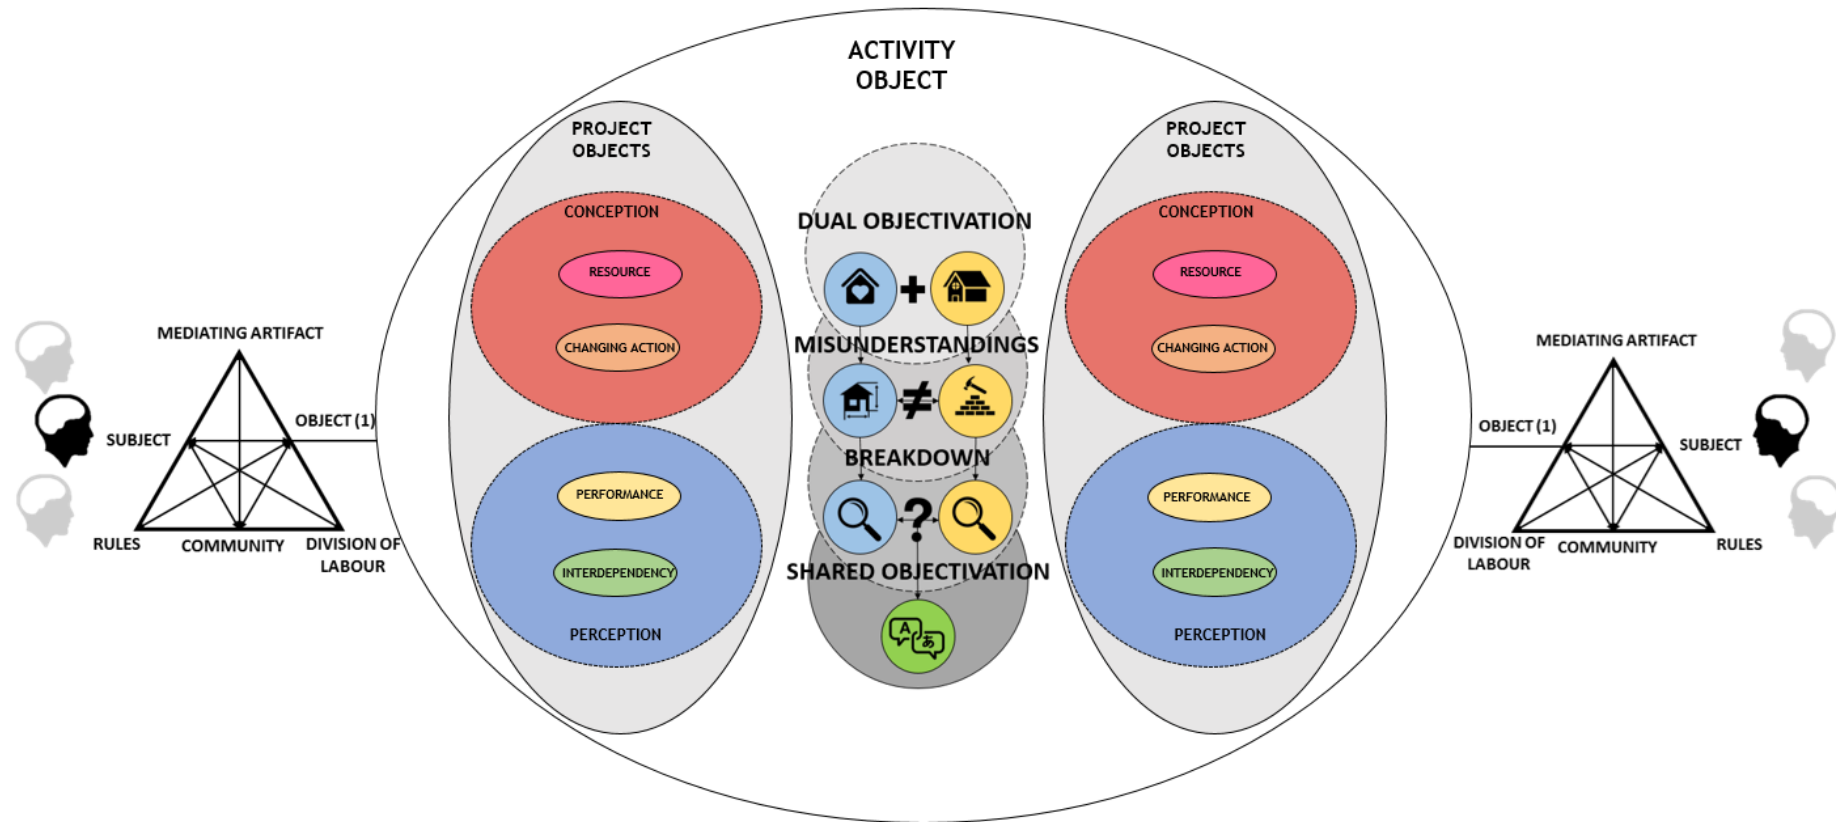 ACTIVITY
OBJECT
PROJECT
OBJECTS
CONCEPTION
RESOURCE
CHANGING ACTION
PERFORMANCE
INTERDEPENDENCY
PERCEPTION
DUAL OBJECTIVATION
+
MISUNDERSTANDINGS
≠
BREAKDOWN
?
SHARED OBJECTIVATION
A
あ
PROJECT
OBJECTS
CONCEPTION
RESOURCE
CHANGING ACTION
PERFORMANCE
INTERDEPENDENCY
PERCEPTION
MEDIATING ARTIFACT
SUBJECT
OBJECT (1)
RULES
COMMUNITY
DIVISION OF
LABOUR
MEDIATING ARTIFACT
OBJECT (1)
SUBJECT
DIVISION OF
LABOUR
COMMUNITY
RULES